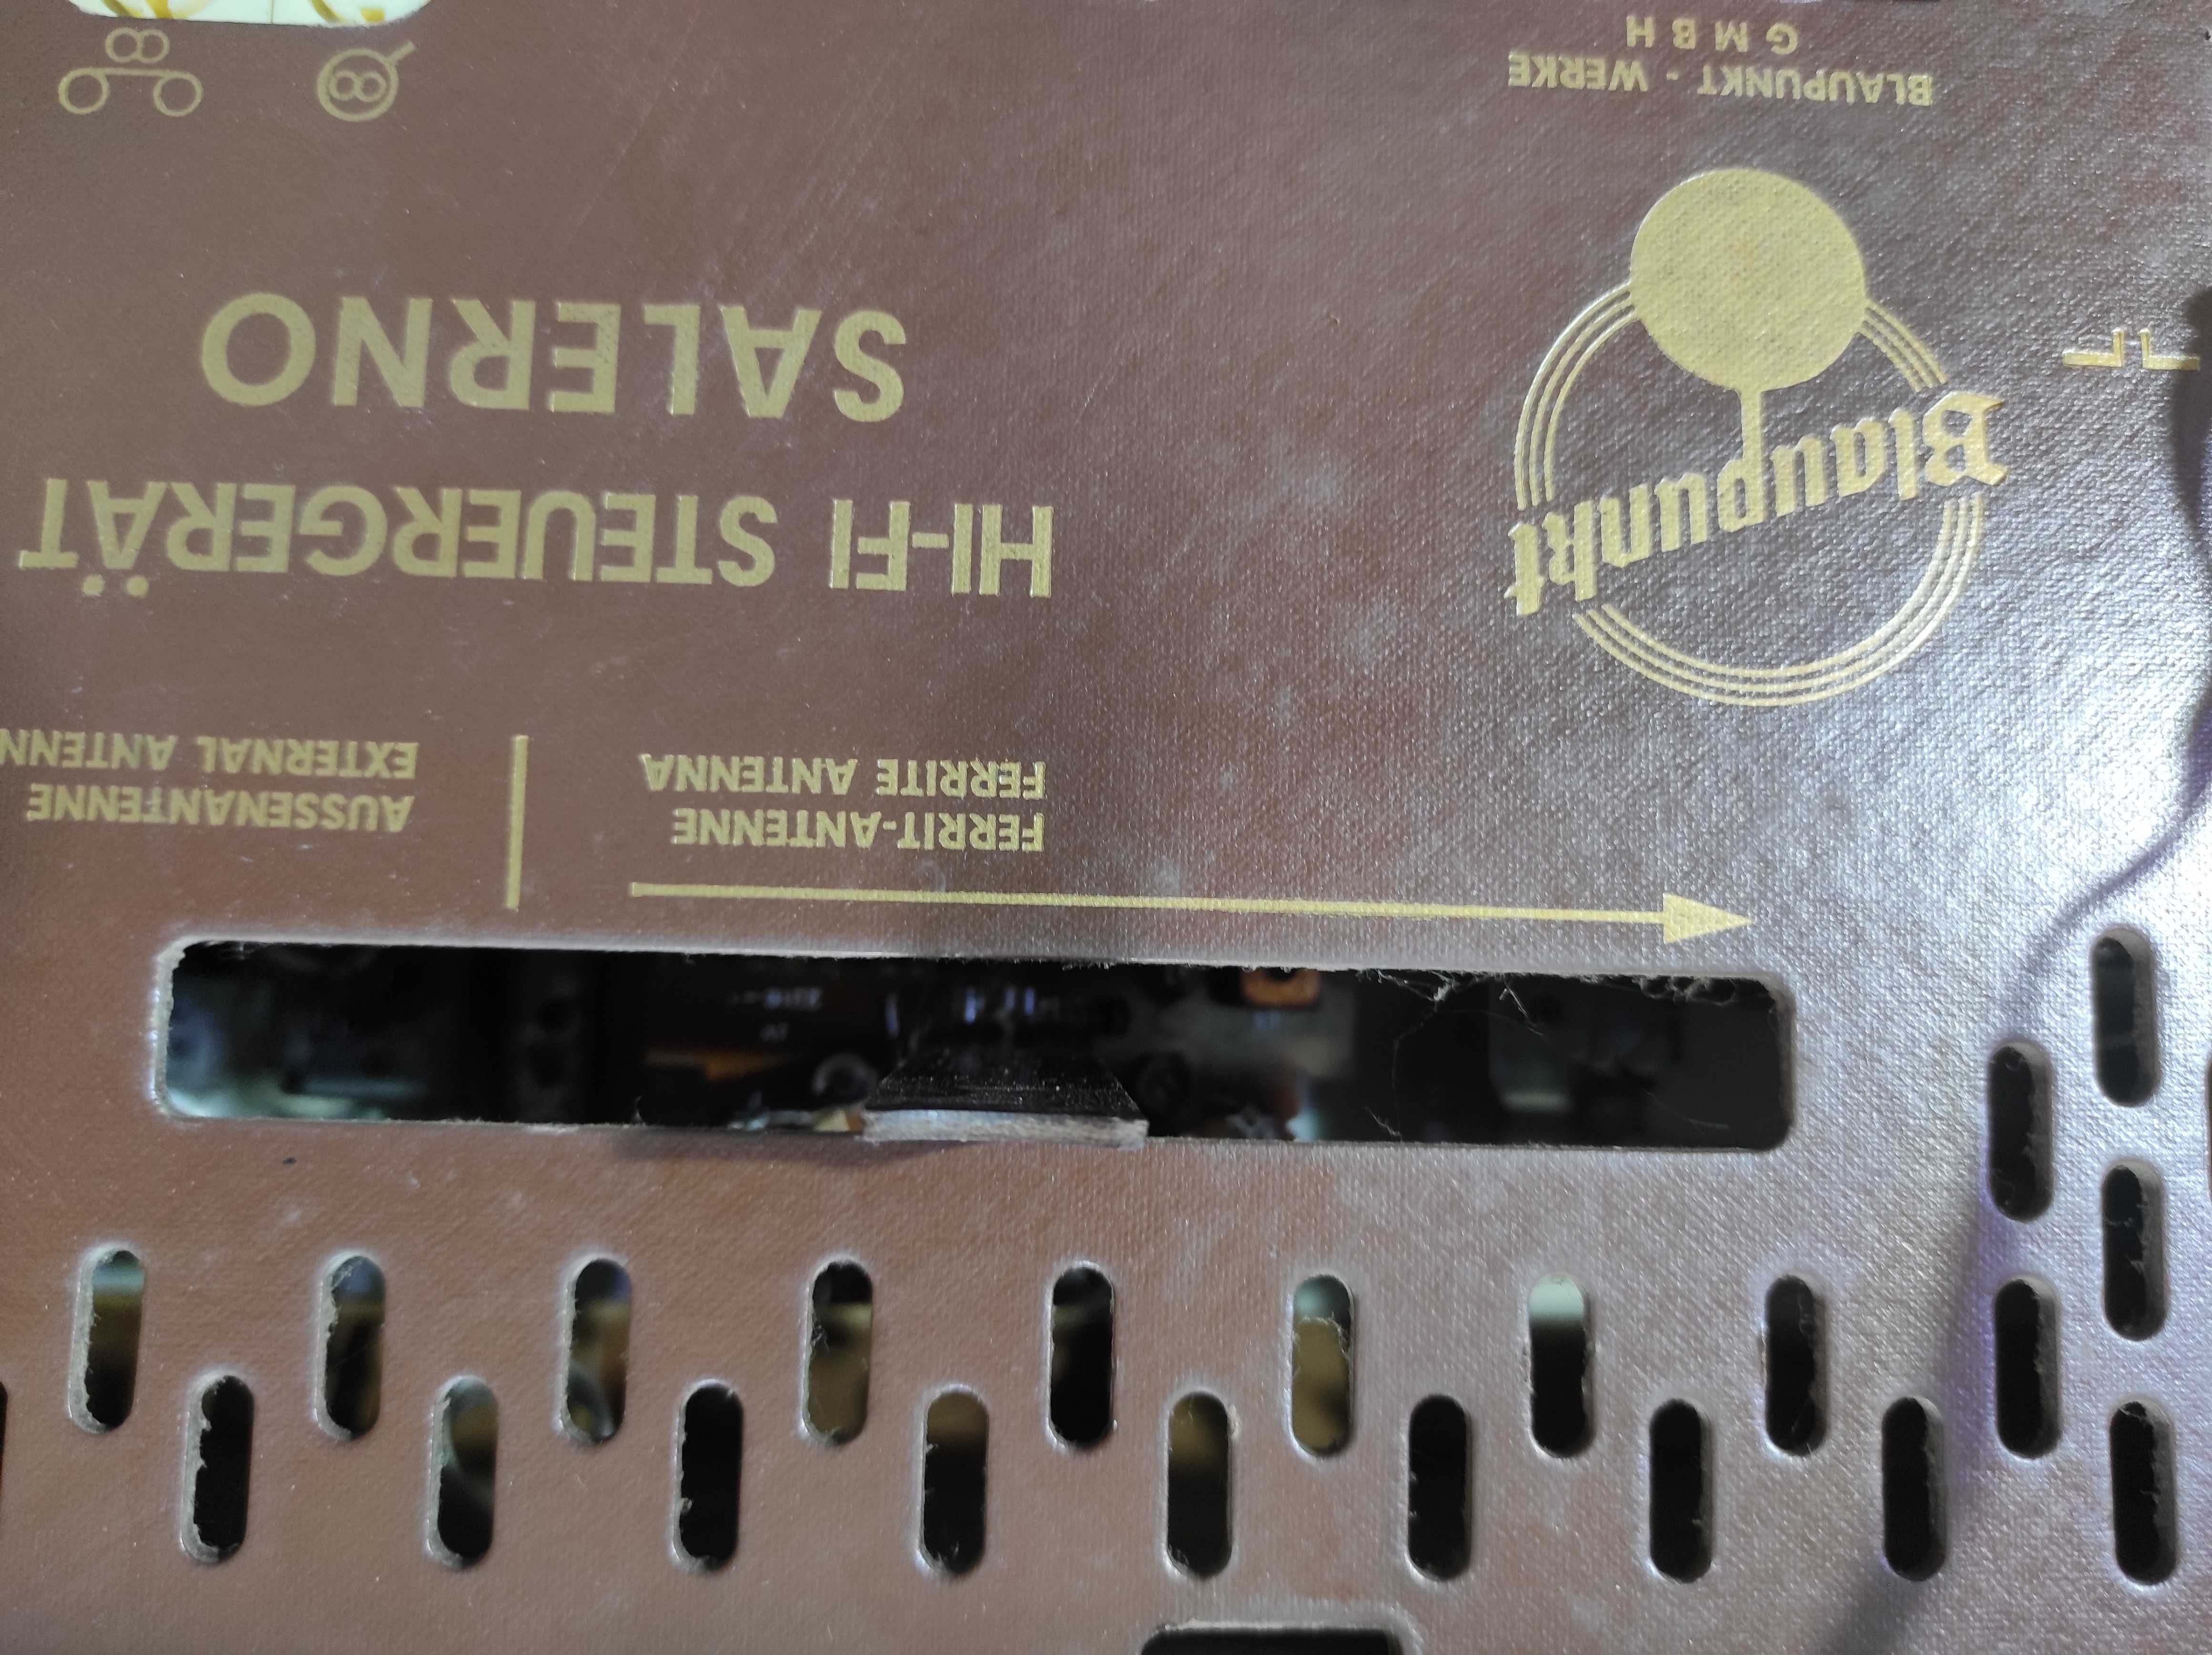 FERRIT-ANTENNE
FERRITE ANTENNA
AUSSENANTENNE
EXTERNAL ANTENN
HI-FI STEUERGERÄT
SALERNO
Blaupunkt
BLAUPUNKT - WERKE
G M B H